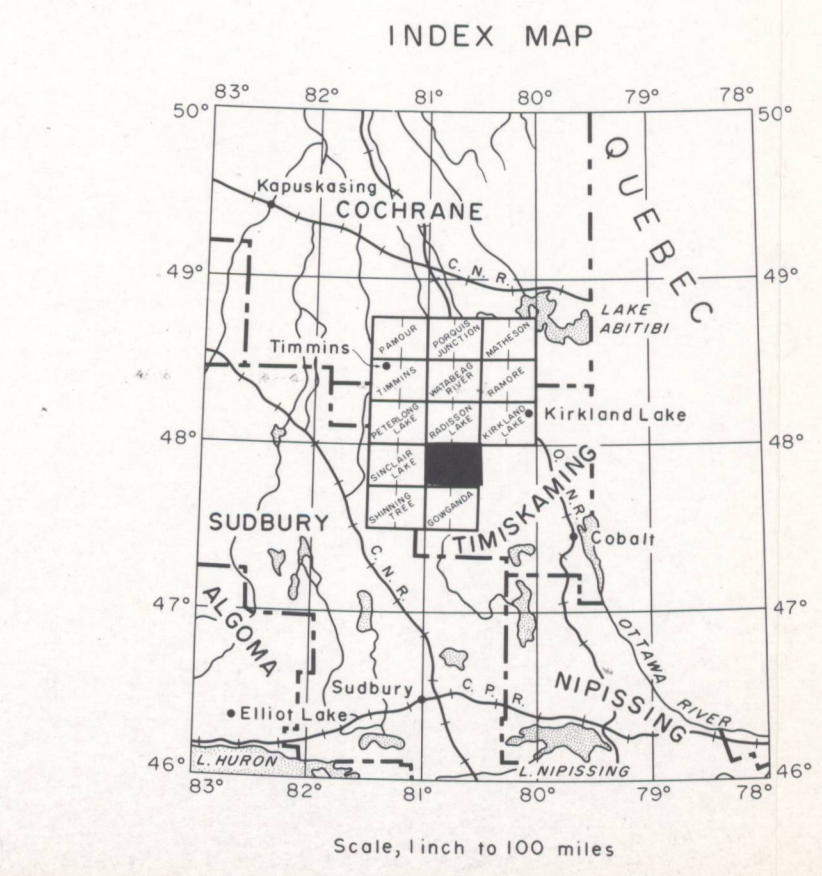 INDEX MAP
83° 82° 81° 80° 79° 78°
50° 50°
QUEBEC
Kapuskasing
COCHRANE
C. N. R.
49° 49°
LAKE
ABITIBI
PAMOUR
PORQUIS
JUNCTION
MATHESON
Timmins
TIMMINS
WATABEAG
RIVER
RAMORE
PETERLONG
LAKE
RADISSON
LAKE
KIRKLAND
LAKE
Kirkland Lake
48° 48°
SINCLAIR
LAKE
SHINNING
TREE
GOWGANDA
O. N. R.
TIMISKAMING
SUDBURY
Cobalt
C. N. R.
47° 47°
ALGOMA
OTTAWA
RIVER
Sudbury
C. P. R.
NIPISSING
Elliot Lake
L. HURON
L. NIPISSING
46° 46°
83° 82° 81° 80° 79° 78°
Scale, 1 inch to 100 miles